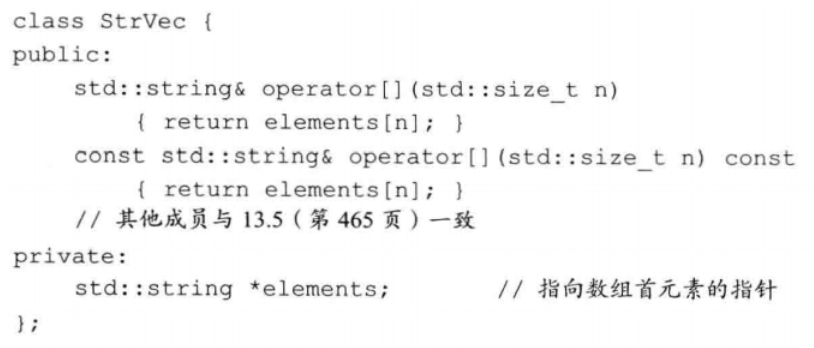 class StrVec {
public:
    std::string& operator[](std::size_t n)
        { return elements[n]; }
    const std::string& operator[](std::size_t n) const
        { return elements[n]; }
    // 其他成员与 13.5（第 465 页）一致
private:
    std::string *elements;    // 指向数组首元素的指针
};